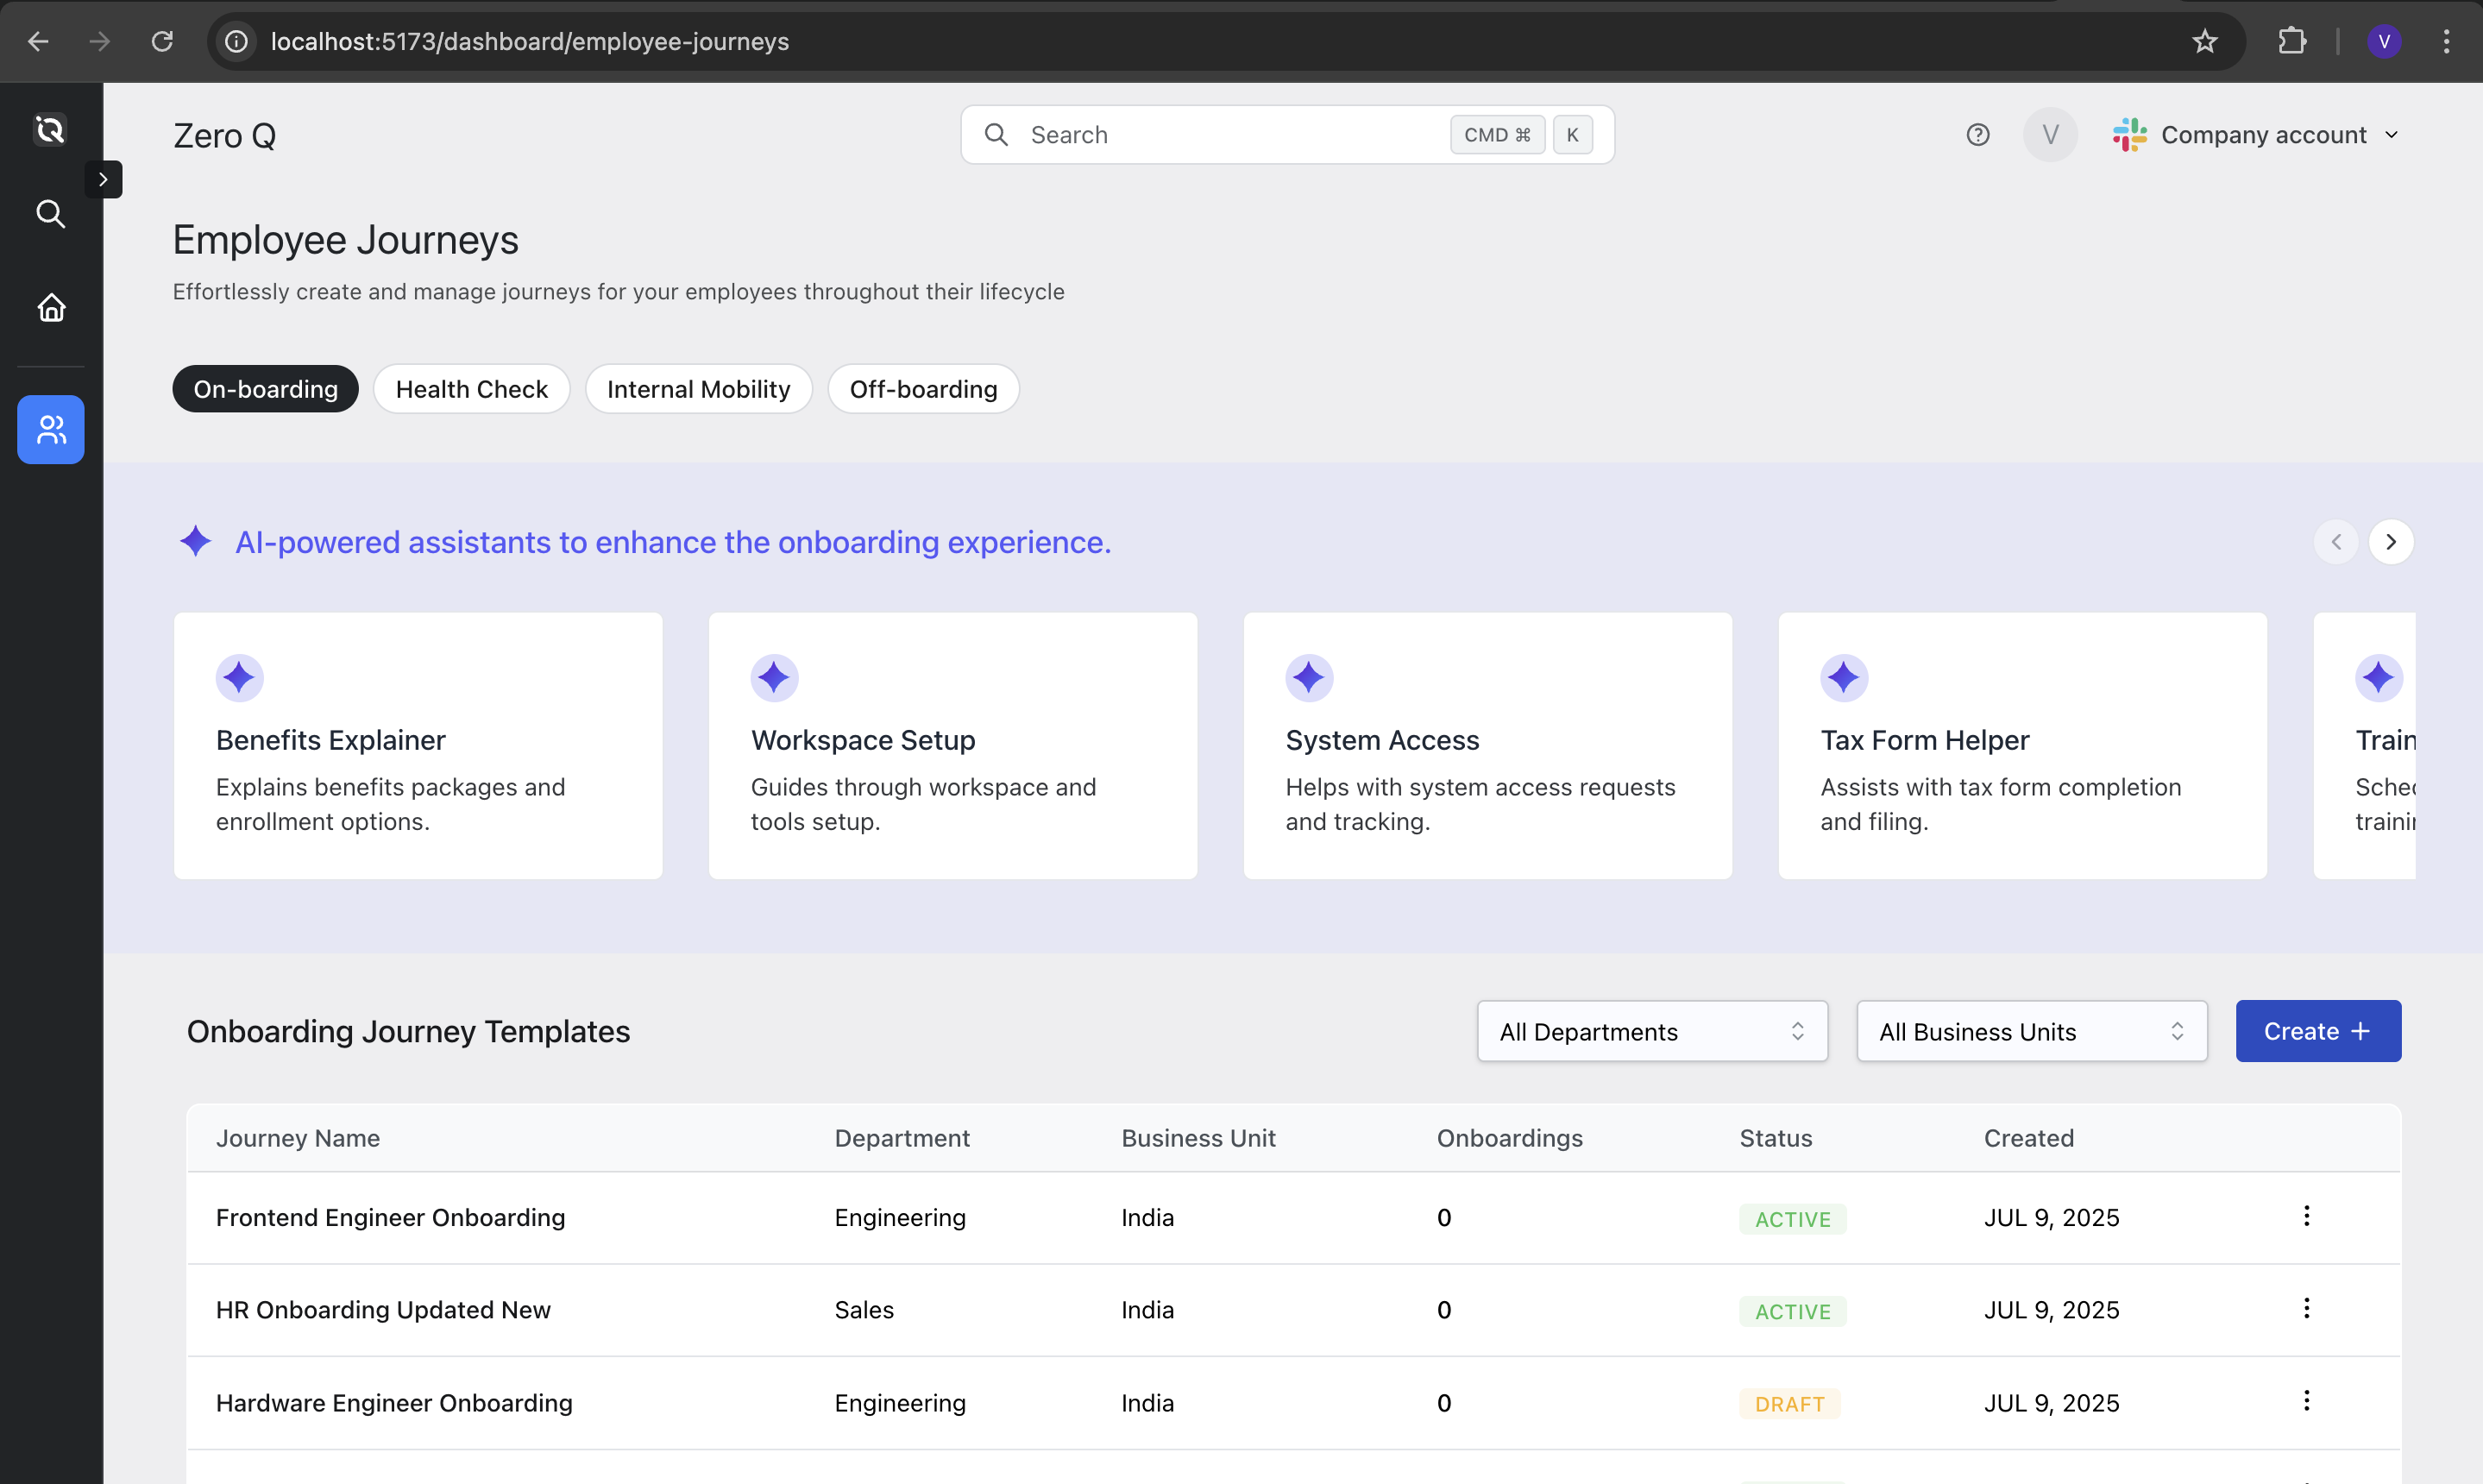 localhost:5173/dashboard/employee-journeys
V
Zero Q
Search
CMD ⌘
K
V
Company account
Employee Journeys
Effortlessly create and manage journeys for your employees throughout their lifecycle
On-boarding
Health Check
Internal Mobility
Off-boarding
AI-powered assistants to enhance the onboarding experience.
Benefits Explainer
Explains benefits packages and
enrollment options.
Workspace Setup
Guides through workspace and
tools setup.
System Access
Helps with system access requests
and tracking.
Tax Form Helper
Assists with tax form completion
and filing.
Train
Onboarding Journey Templates
All Departments
All Business Units
Create +
Journey Name Department Business Unit Onboardings Status Created
Frontend Engineer Onboarding Engineering India 0 ACTIVE JUL 9, 2025
HR Onboarding Updated New Sales India 0 ACTIVE JUL 9, 2025
Hardware Engineer Onboarding Engineering India 0 DRAFT JUL 9, 2025